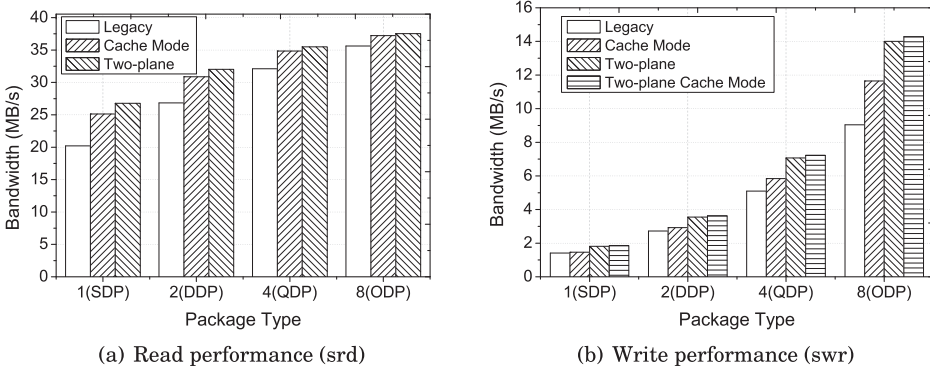 Legacy
Cache Mode
Two-plane
Bandwidth (MB/s)
40
35
30
25
20
15
10
5
0
1(SDP) 2(DDP) 4(QDP) 8(ODP)
Package Type
(a) Read performance (srd)
Legacy
Cache Mode
Two-plane
Two-plane Cache Mode
Bandwidth (MB/s)
16
14
12
10
8
6
4
2
0
1(SDP) 2(DDP) 4(QDP) 8(ODP)
Package Type
(b) Write performance (swr)